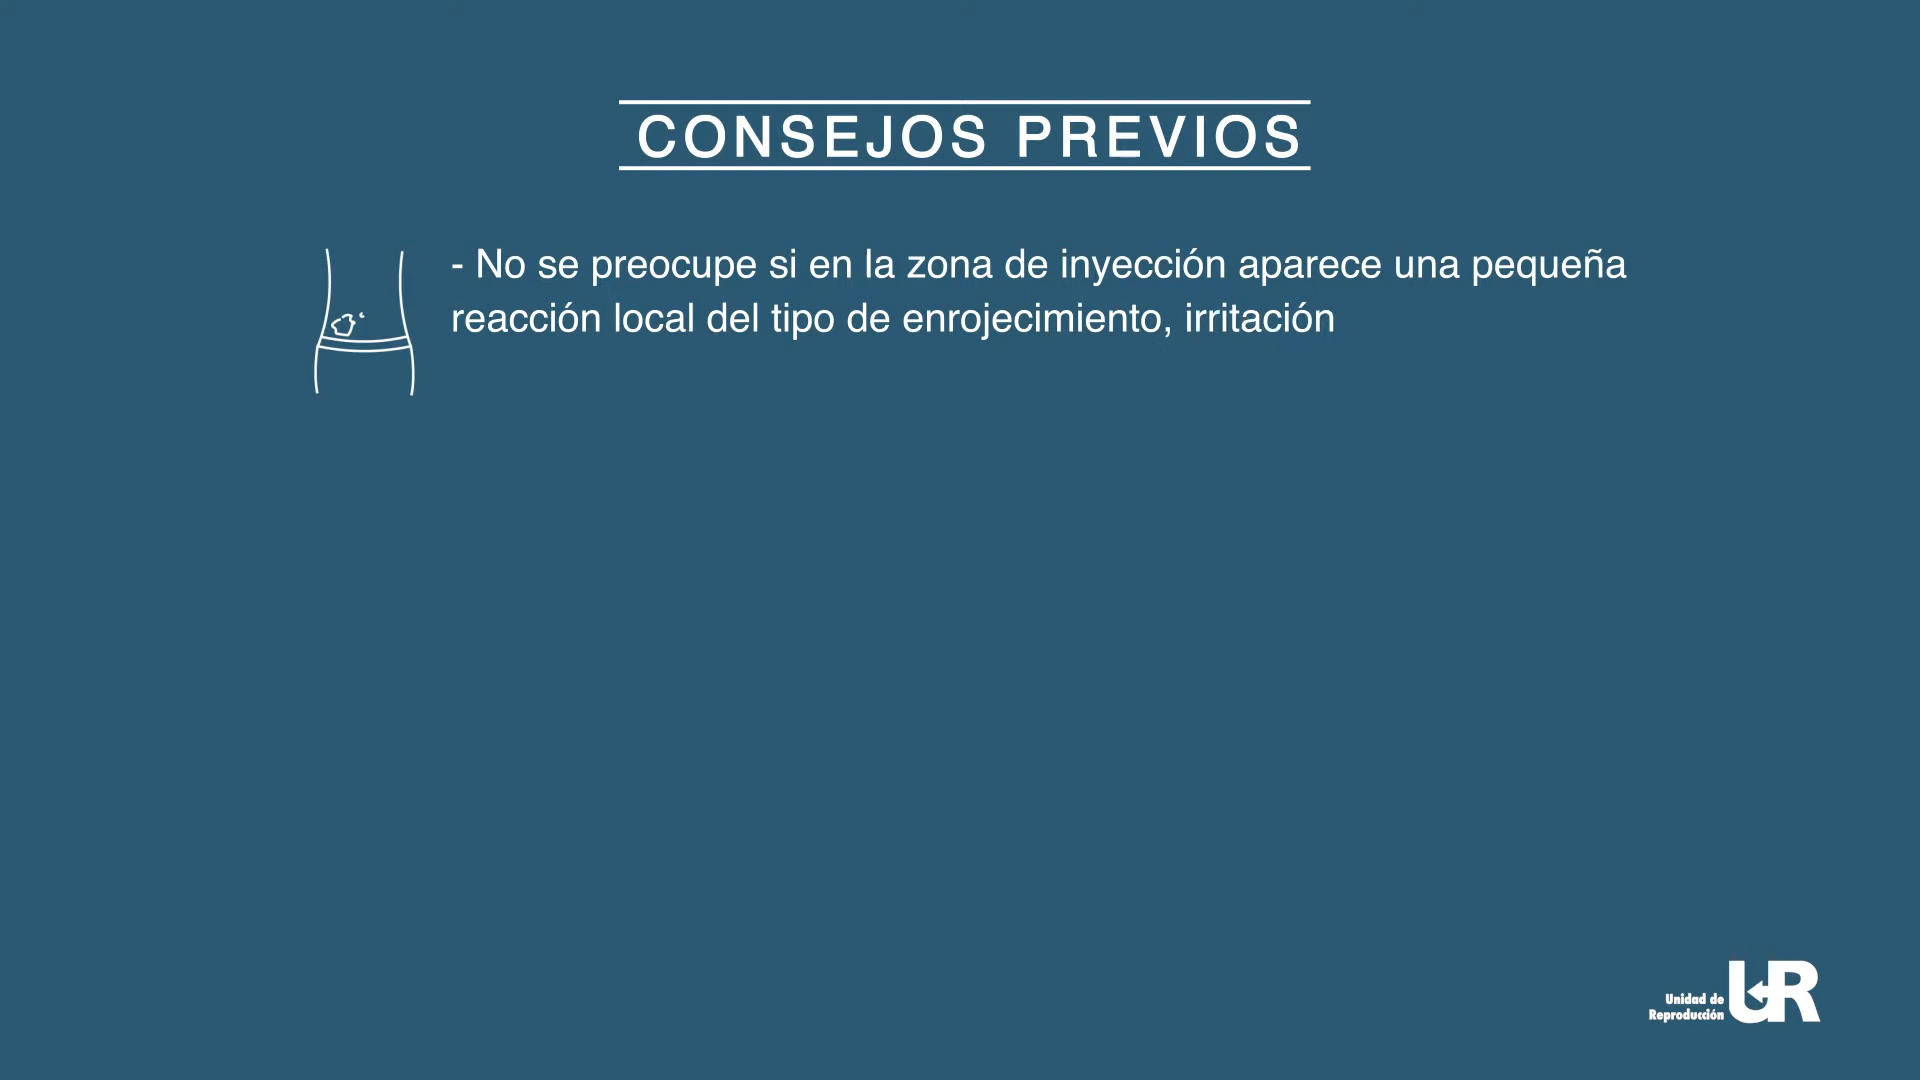 CONSEJOS PREVIOS
- No se preocupe si en la zona de inyección aparece una pequeña
reacción local del tipo de enrojecimiento, irritación
Unidad de
Reproducción
UR